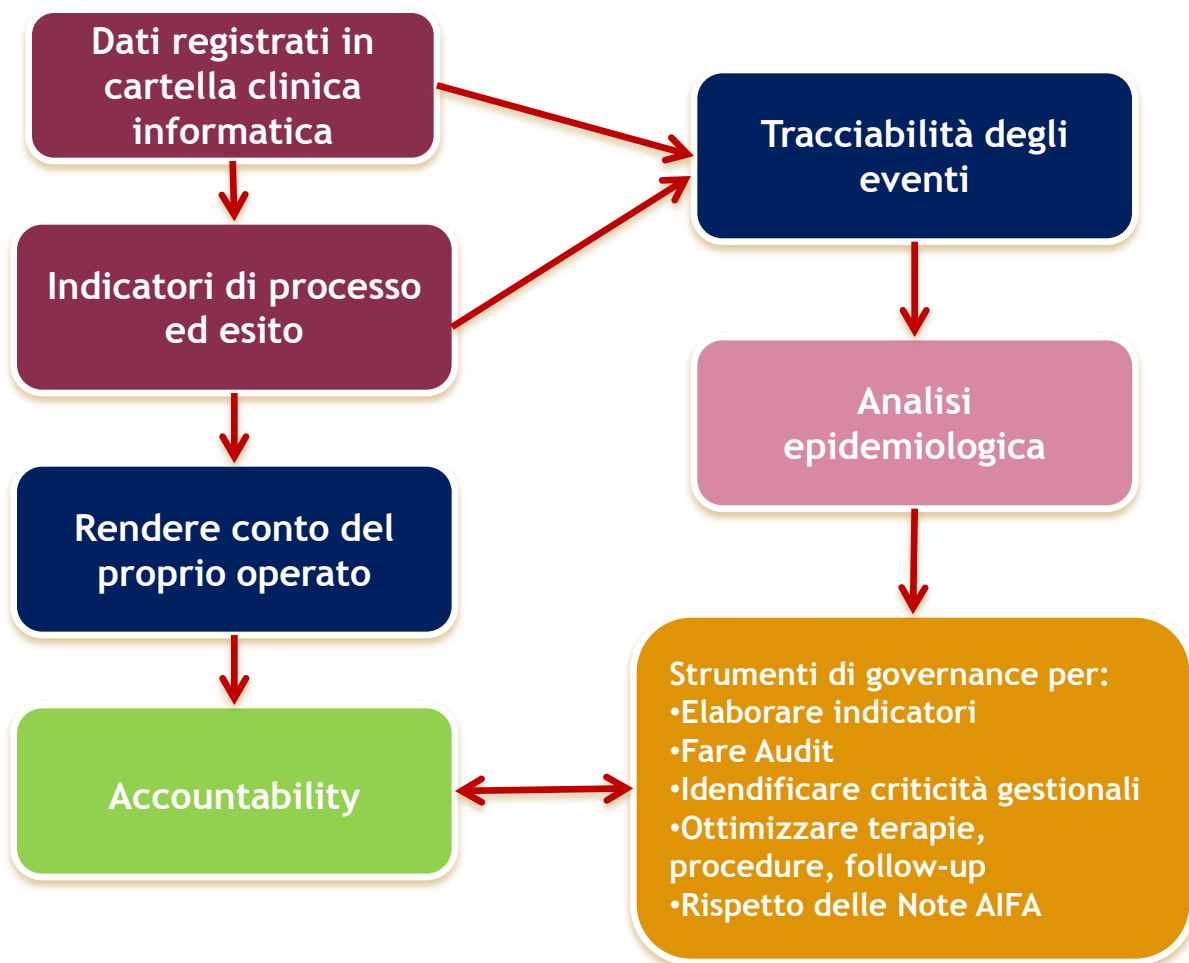 Dati registrati in
cartella clinica
informatica
Tracciabilità degli
eventi
Indicatori di processo
ed esito
Analisi
epidemiologica
Rendere conto del
proprio operato
Strumenti di governance per:
•Elaborare indicatori
•Fare Audit
•Idendificare criticità gestionali
•Ottimizzare terapie,
procedure, follow-up
•Rispetto delle Note AIFA
Accountability